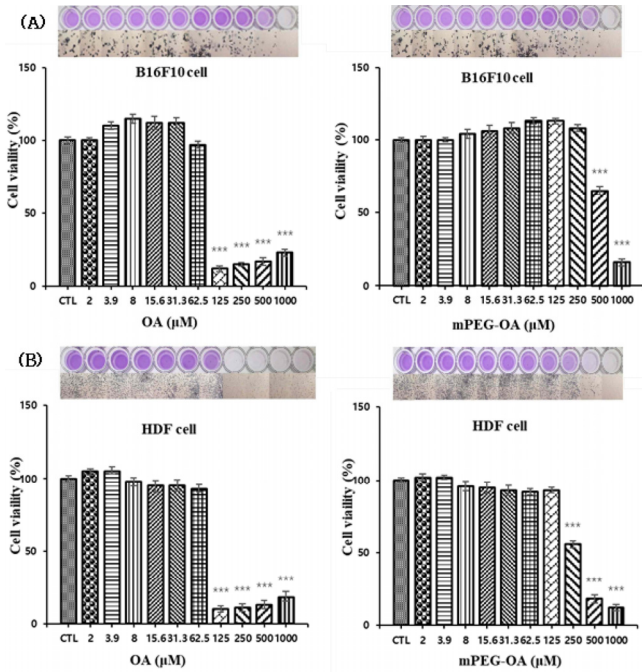 (A)
B16F10 cell
Cell viaility (%)
150
100
50
0
*** *** *** ***
CTL 2 3.9 8 15.6 31.3 62.5 125 250 500 1000
OA (μM)
B16F10 cell
Cell viaility (%)
150
100
50
0
*** ***
CTL 2 3.9 8 15.6 31.3 62.5 125 250 500 1000
mPEG-OA (μM)
(B)
HDF cell
Cell viaility (%)
150
100
50
0
*** *** *** ***
CTL 2 3.9 8 15.6 31.3 62.5 125 250 500 1000
OA (μM)
HDF cell
Cell viaility (%)
150
100
50
0
*** *** ***
CTL 2 3.9 8 15.6 31.3 62.5 125 250 500 1000
mPEG-OA (μM)